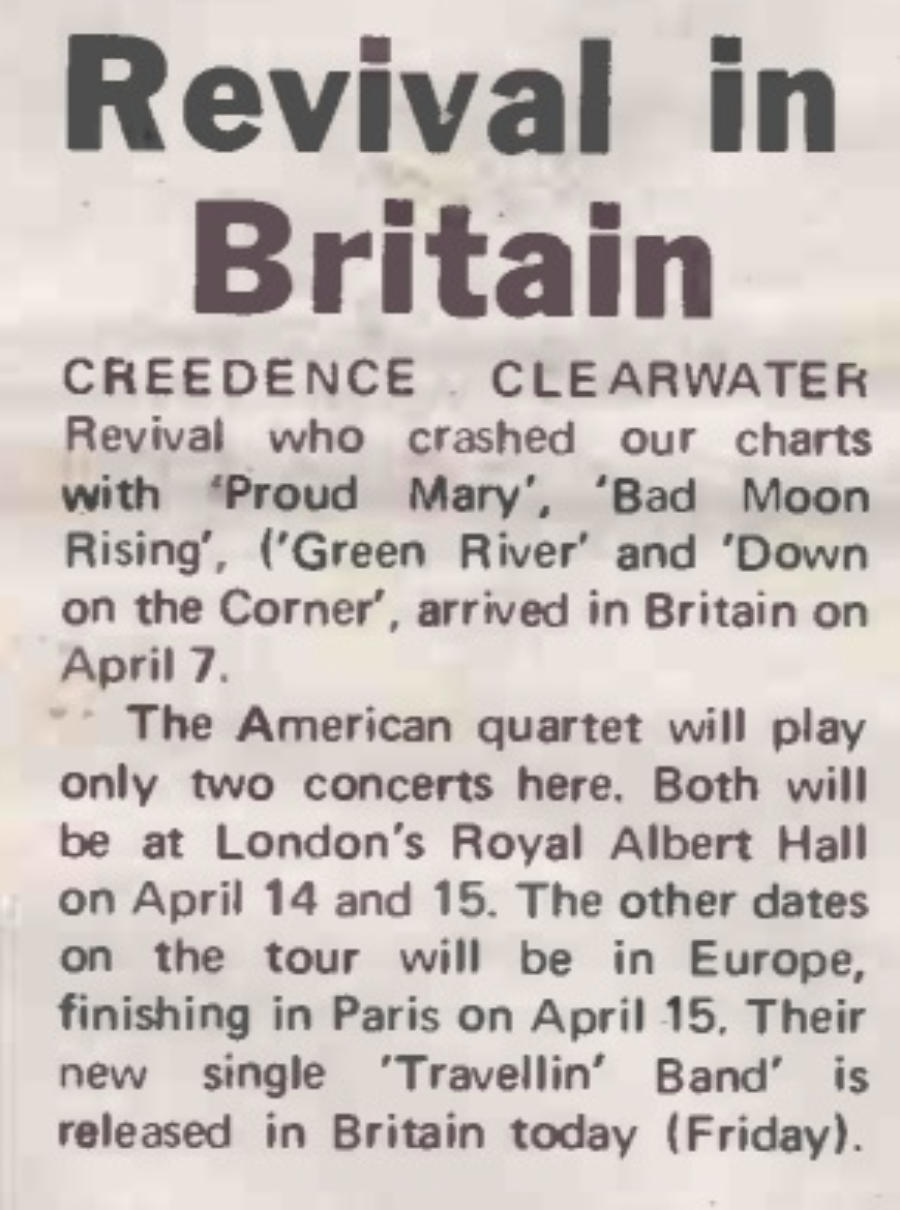 Revival in
Britain
CREEDENCE CLEARWATER
Revival who crashed our charts
with 'Proud Mary', 'Bad Moon
Rising', ('Green River' and 'Down
on the Corner', arrived in Britain on
April 7.
The American quartet will play
only two concerts here. Both will
be at London's Royal Albert Hall
on April 14 and 15. The other dates
on the tour will be in Europe,
finishing in Paris on April 15. Their
new single 'Travellin' Band' is
released in Britain today (Friday).